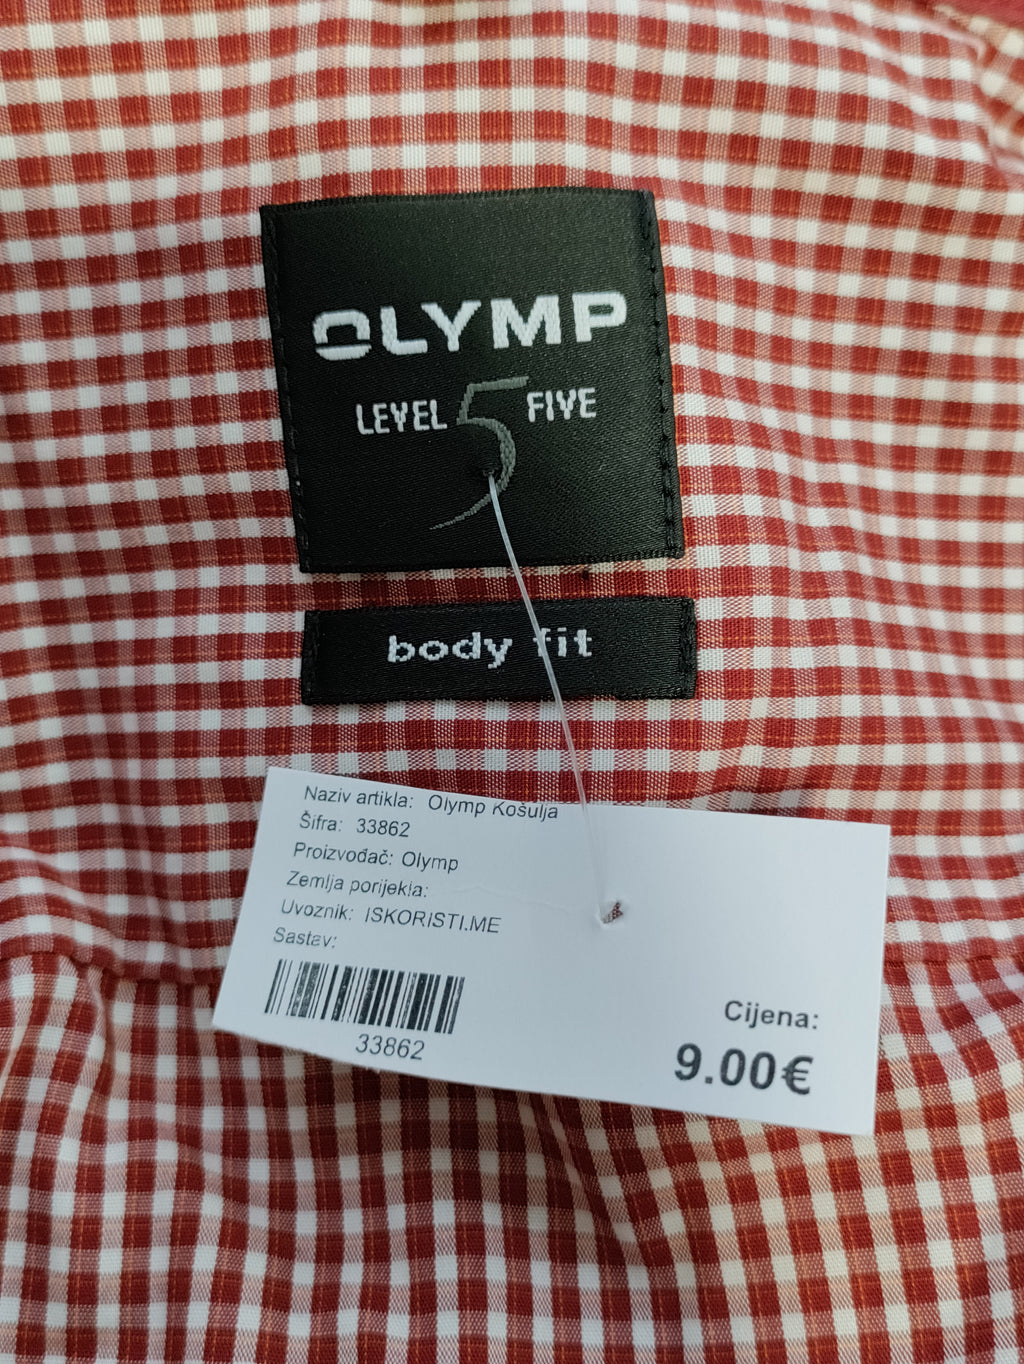 OLYMP
LEVEL 5 FIVE
body fit
Naziv artikla: Olymp Košulja
Šifra: 33862
Proizvođač: Olymp
Zemlja porijekla:
Uvoznik: ISKORISTI.ME
Sastav:
33862
Cijena:
9.00€